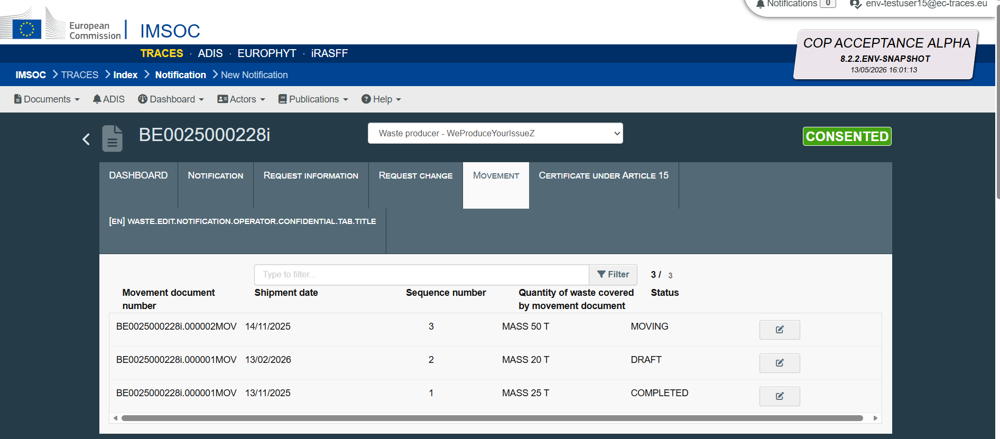 Notifications 0 env-testuser15@ec-traces.eu
European
Commission
IMSOC
COP ACCEPTANCE ALPHA
8.2.2.ENV-SNAPSHOT
13/05/2026 16:01:13
TRACES · ADIS · EUROPHYT · iRASFF
IMSOC TRACES Index Notification New Notification
Documents ADIS Dashboard Actors Publications Help
BE0025000228i
Waste producer - WeProduceYourIssueZ
CONSENTED
DASHBOARD Notification Request information Request change Movement Certificate under Article 15
[EN] WASTE.EDIT.NOTIFICATION.OPERATOR.CONFIDENTIAL.TAB.TITLE
Type to filter... Filter 3 / 3
Movement document number Shipment date Sequence number Quantity of waste covered by movement document Status
BE0025000228i.000002MOV 14/11/2025 3 MASS 50 T MOVING
BE0025000228i.000001MOV 13/02/2026 2 MASS 20 T DRAFT
BE0025000228i.000001MOV 13/11/2025 1 MASS 25 T COMPLETED